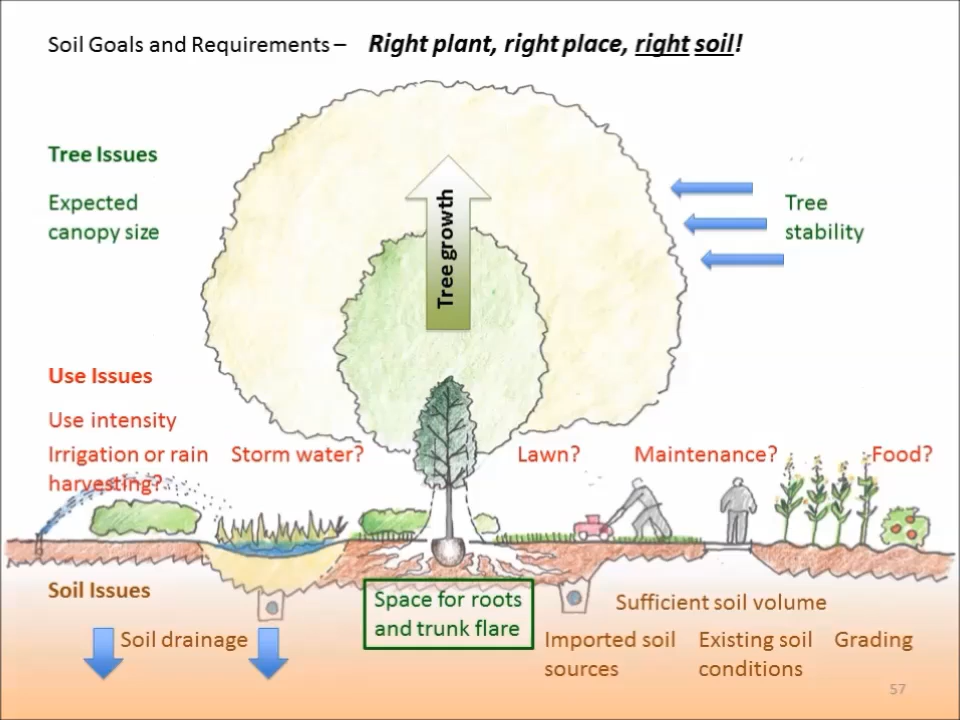 Soil Goals and Requirements – Right plant, right place, right soil!
Tree Issues
Expected
canopy size
Tree growth
Tree
stability
Use Issues
Use intensity
Irrigation or rain
harvesting?
Storm water?
Lawn?
Maintenance?
Food?
Soil Issues
Soil drainage
Space for roots
and trunk flare
Sufficient soil volume
Imported soil
sources
Existing soil
conditions
Grading
57